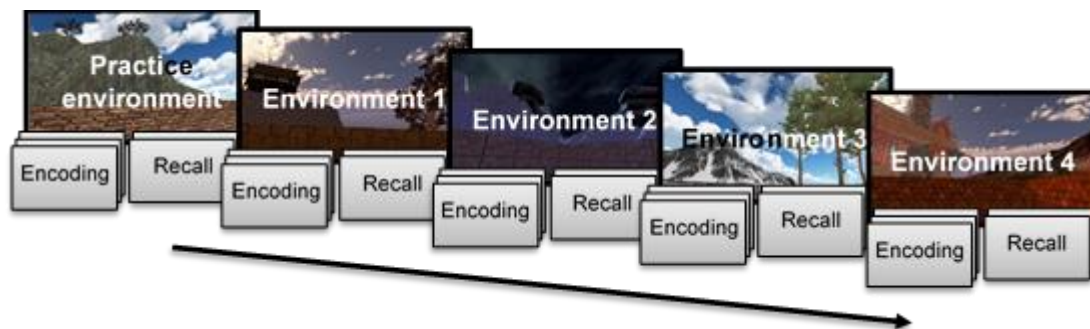 Practice
environment
Encoding
Recall
Environment 1
Encoding
Recall
Environment 2
Encoding
Recall
Environment 3
Encoding
Recall
Environment 4
Encoding
Recall